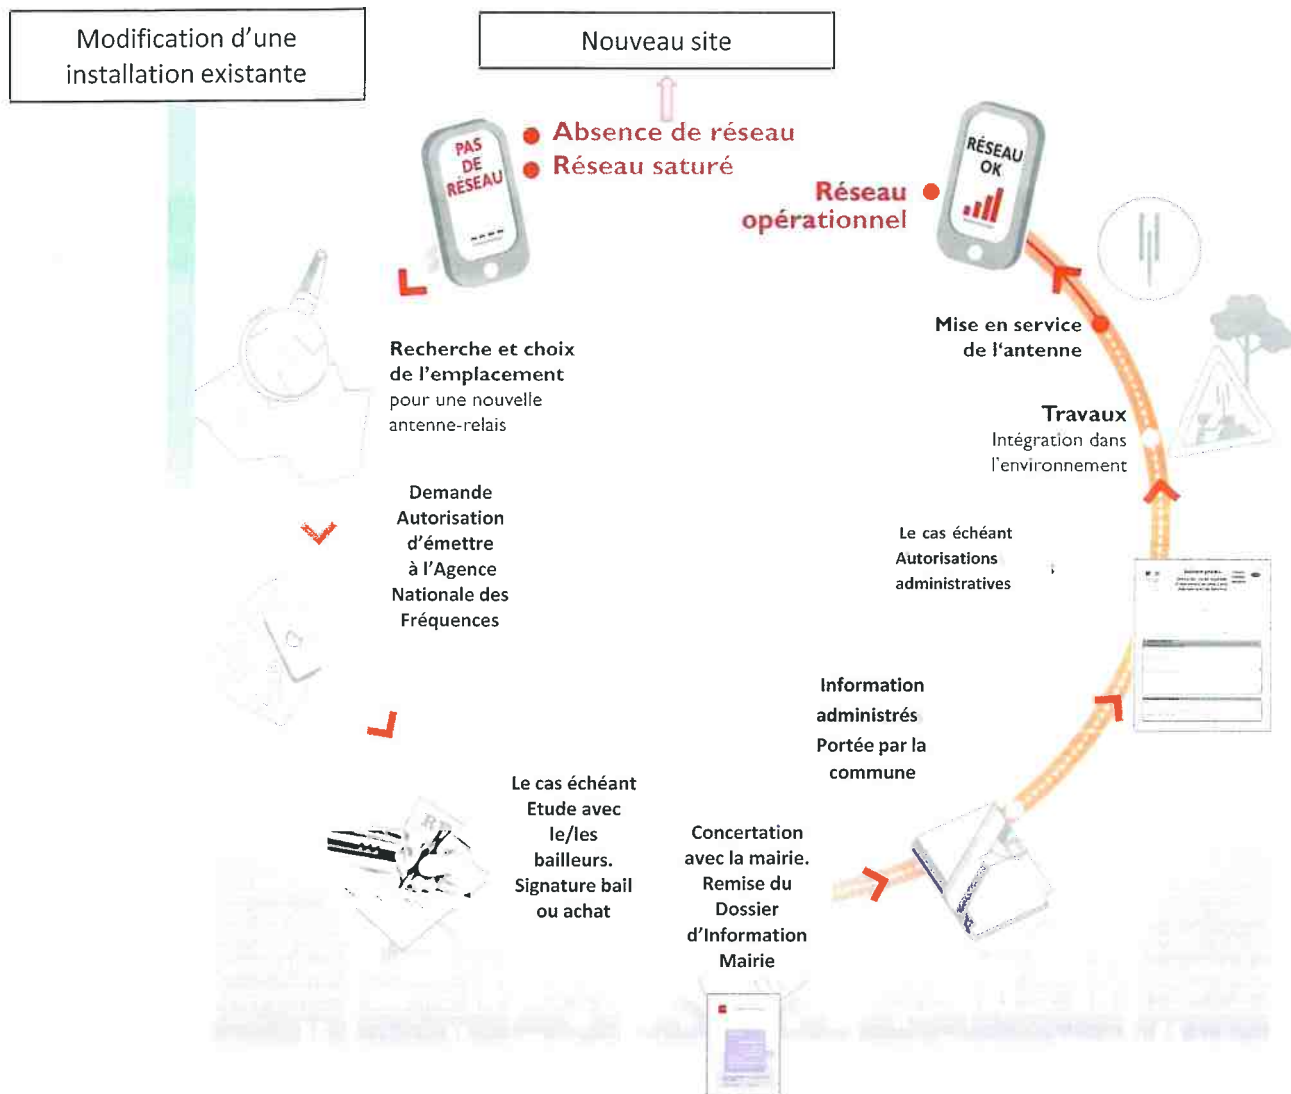 Modification d'une
installation existante
Nouveau site
Absence de réseau
Réseau saturé
PAS
DE
RÉSEAU
RÉSEAU
OK
Réseau
opérationnel
Mise en service
de l'antenne
Recherche et choix
de l'emplacement
pour une nouvelle
antenne-relais
Travaux
Intégration dans
l'environnement
Demande
Autorisation
d'émettre
à l'Agence
Nationale des
Fréquences
Le cas échéant
Autorisations
administratives
Information
administrés
Portée par la
commune
Le cas échéant
Etude avec
le/les
bailleurs.
Signature bail
ou achat
Concertation
avec la mairie.
Remise du
Dossier
d'Information
Mairie